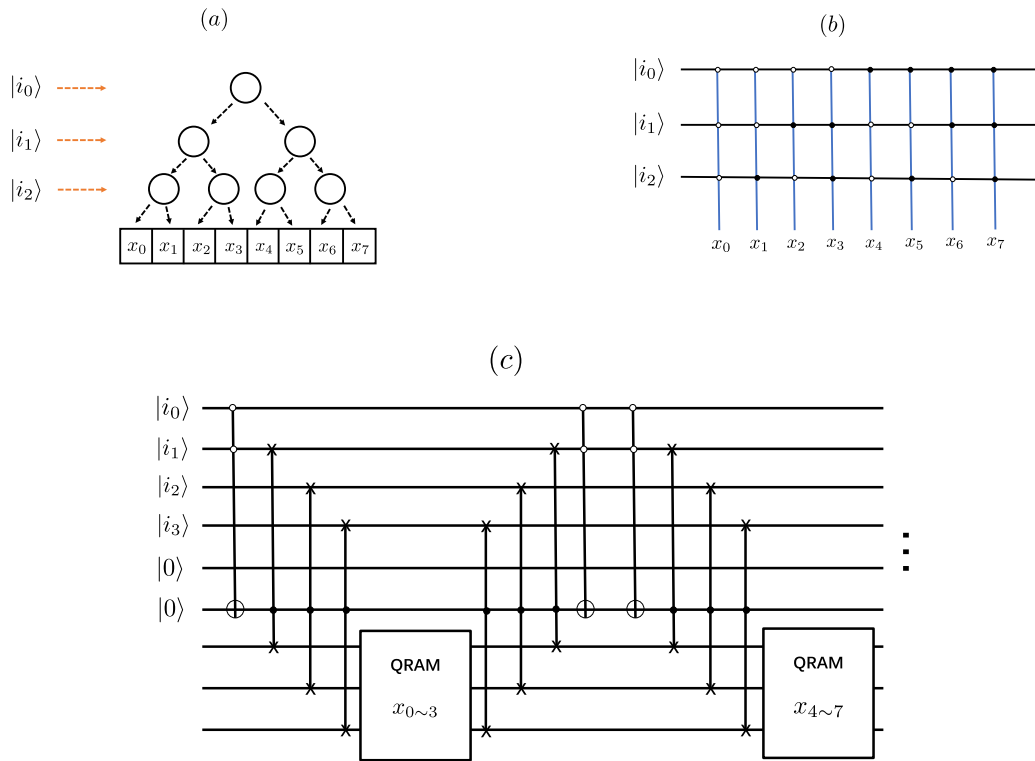 (a)
|i₀⟩
|i₁⟩
|i₂⟩
x₀ x₁ x₂ x₃ x₄ x₅ x₆ x₇
(b)
|i₀⟩
|i₁⟩
|i₂⟩
x₀ x₁ x₂ x₃ x₄ x₅ x₆ x₇
(c)
|i₀⟩
|i₁⟩
|i₂⟩
|i₃⟩
|0⟩
|0⟩
QRAM
x₀∼₃
QRAM
x₄∼₇